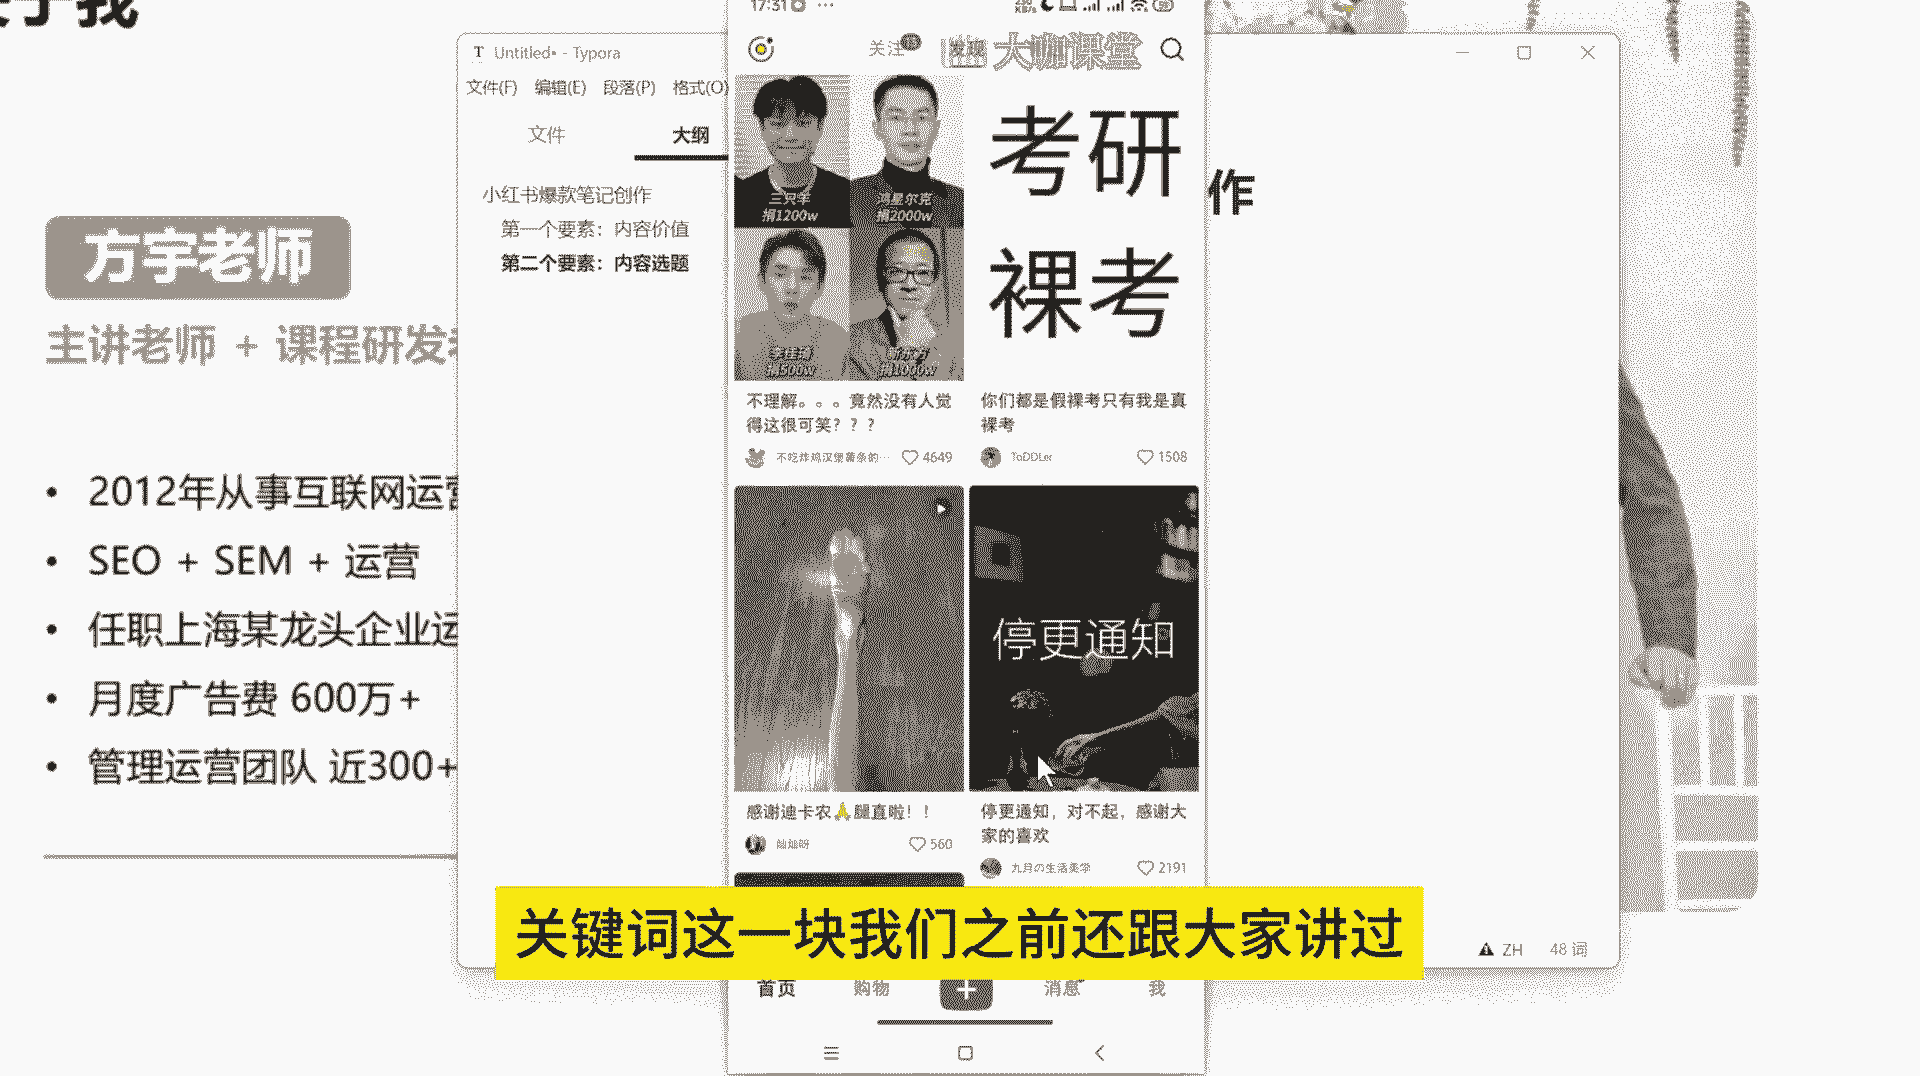 于我
方宇老师
主讲老师 + 课程研发
2012年从事互联网运营
SEO + SEM + 运营
任职上海某龙头企业运
月度广告费 600万+
管理运营团队 近300+
Untitled• - Typora
文件(F) 编辑(E) 段落(P) 格式(O)
文件 大纲
小红书爆款笔记创作
第一个要素：内容价值
第二个要素：内容选题
作
17:31
关注 发现 大咖课堂
三只羊
捐1200w
鸿星尔克
捐2000w
李佳琦
捐500w
新东方
捐1000w
考研
裸考
不理解。。。竟然没有人觉
得这很可笑？？？
不吃炸鸡汉堡薯条的… 4649
你们都是假裸考只有我是真
裸考
ToDDLer 1508
停更通知
感谢迪卡农🙏腿直啦！！
灿灿呀 560
停更通知，对不起，感谢大
家的喜欢
九月の生活美学 2191
关键词这一块我们之前还跟大家讲过
首页 购物 消息 我
ZH 48 词